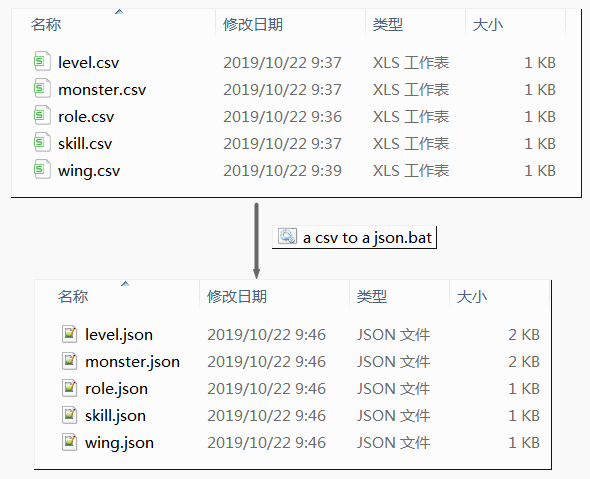 名称 修改日期 类型 大小
level.csv 2019/10/22 9:37 XLS 工作表 1 KB
monster.csv 2019/10/22 9:37 XLS 工作表 1 KB
role.csv 2019/10/22 9:36 XLS 工作表 1 KB
skill.csv 2019/10/22 9:37 XLS 工作表 1 KB
wing.csv 2019/10/22 9:39 XLS 工作表 1 KB
a csv to a json.bat
名称 修改日期 类型 大小
level.json 2019/10/22 9:46 JSON 文件 2 KB
monster.json 2019/10/22 9:46 JSON 文件 2 KB
role.json 2019/10/22 9:46 JSON 文件 1 KB
skill.json 2019/10/22 9:46 JSON 文件 1 KB
wing.json 2019/10/22 9:46 JSON 文件 1 KB